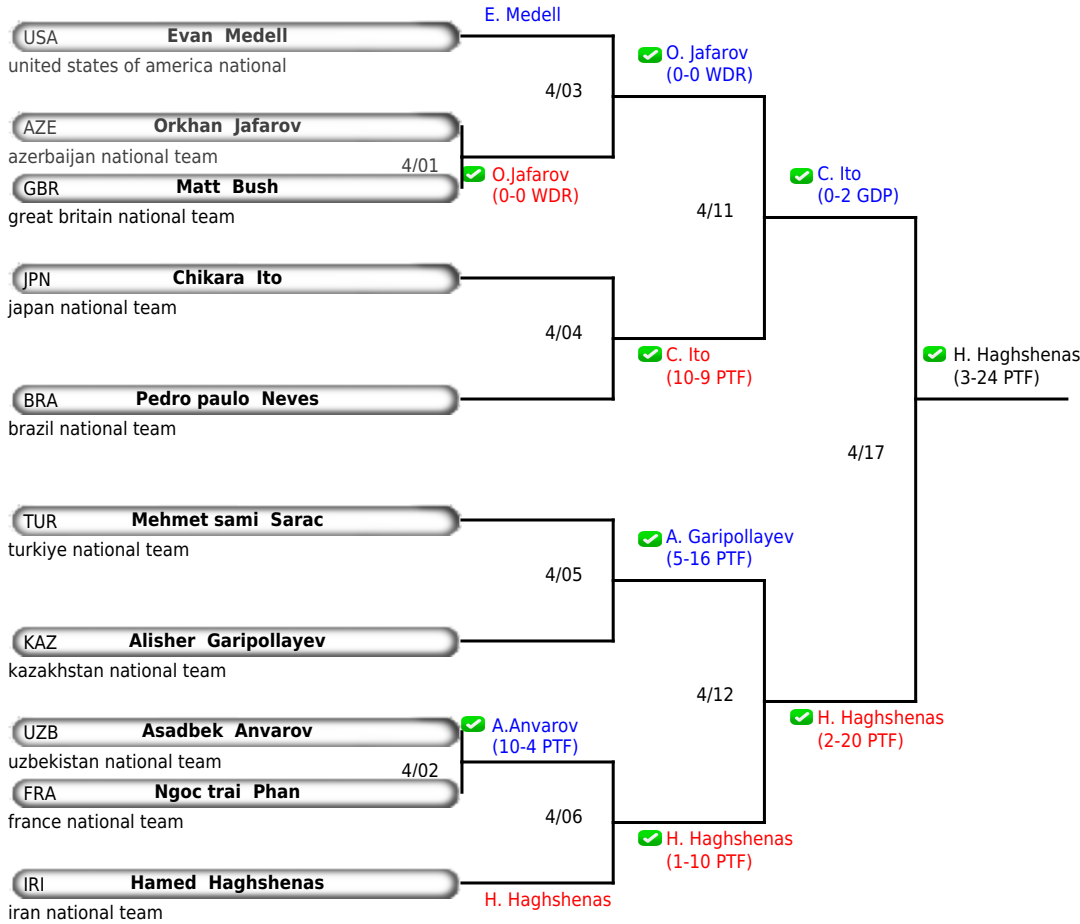 E. Medell
USA Evan Medell
united states of america national
O. Jafarov
(0-0 WDR)
4/03
AZE Orkhan Jafarov
azerbaijan national team
4/01
O.Jafarov
(0-0 WDR)
GBR Matt Bush
great britain national team
C. Ito
(0-2 GDP)
4/11
JPN Chikara Ito
japan national team
4/04
C. Ito
(10-9 PTF)
H. Haghshenas
(3-24 PTF)
BRA Pedro paulo Neves
brazil national team
4/17
TUR Mehmet sami Sarac
turkiye national team
A. Garipollayev
(5-16 PTF)
4/05
KAZ Alisher Garipollayev
kazakhstan national team
4/12
H. Haghshenas
(2-20 PTF)
UZB Asadbek Anvarov
uzbekistan national team
A.Anvarov
(10-4 PTF)
4/02
FRA Ngoc trai Phan
france national team
4/06
H. Haghshenas
(1-10 PTF)
IRI Hamed Haghshenas
iran national team
H. Haghshenas